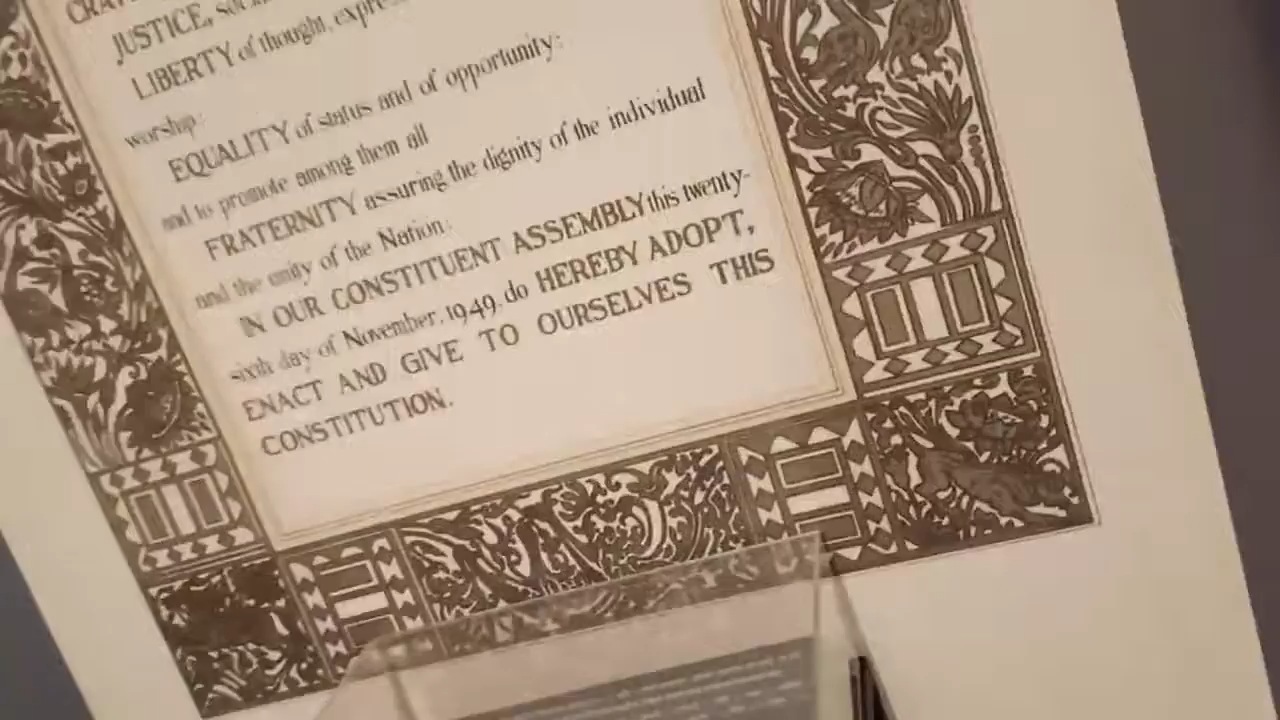 JUSTICE,
LIBERTY of thought, expre
worship;
EQUALITY of status and of opportunity;
and to promote among them all
FRATERNITY assuring the dignity of the individual
and the unity of the Nation;
IN OUR CONSTITUENT ASSEMBLY this twenty-
sixth day of November, 1949, do HEREBY ADOPT,
ENACT AND GIVE TO OURSELVES THIS
CONSTITUTION.